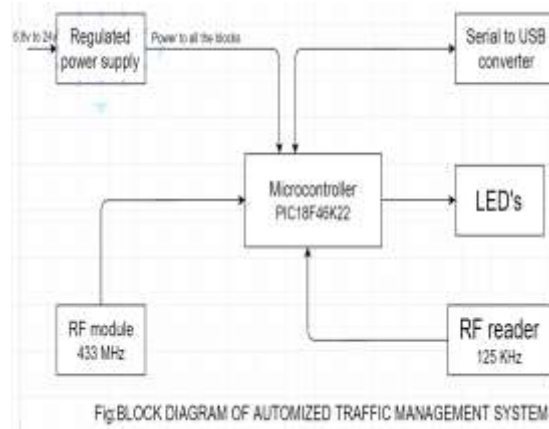 Regulated
power supply
Power to all the blocks
Serial to USB
converter
Microcontroller
PIC18F46K22
LED's
RF module
433 MHz
RF reader
125 KHz
Fig:BLOCK DIAGRAM OF AUTOMIZED TRAFFIC MANAGEMENT SYSTEM